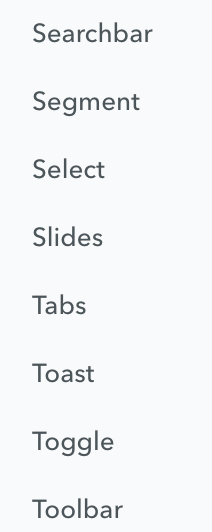 Searchbar
Segment
Select
Slides
Tabs
Toast
Toggle
Toolbar